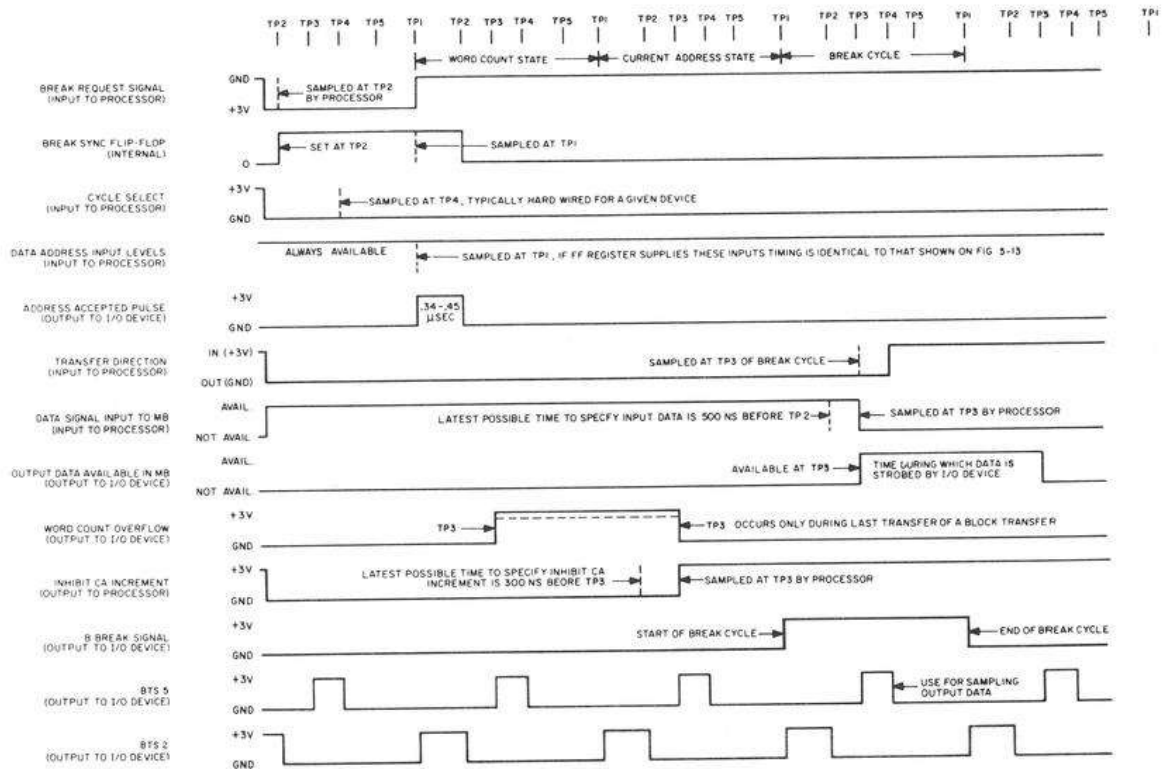 TP2 TP3 TP4 TP5 TP1 TP2 TP3 TP4 TP5 TP1 TP2 TP3 TP4 TP5 TP1 TP2 TP3 TP4 TP5 TP1 TP2 TP3 TP4 TP5 TP1
WORD COUNT STATE CURRENT ADDRESS STATE BREAK CYCLE
BREAK REQUEST SIGNAL
(INPUT TO PROCESSOR)
GND
+3V
SAMPLED AT TP2
BY PROCESSOR
BREAK SYNC FLIP-FLOP
(INTERNAL)
0
SET AT TP2
SAMPLED AT TP1
CYCLE SELECT
(INPUT TO PROCESSOR)
+3V
GND
SAMPLED AT TP4, TYPICALLY HARD WIRED FOR A GIVEN DEVICE
DATA ADDRESS INPUT LEVELS
(INPUT TO PROCESSOR)
ALWAYS AVAILABLE
SAMPLED AT TP1, IF FF REGISTER SUPPLIES THESE INPUTS TIMING IS IDENTICAL TO THAT SHOWN ON FIG 5-13
ADDRESS ACCEPTED PULSE
(OUTPUT TO I/O DEVICE)
+3V
GND
.34-.45
μSEC
TRANSFER DIRECTION
(INPUT TO PROCESSOR)
IN (+3V)
OUT (GND)
SAMPLED AT TP3 OF BREAK CYCLE
DATA SIGNAL INPUT TO MB
(INPUT TO PROCESSOR)
AVAIL.
NOT AVAIL.
LATEST POSSIBLE TIME TO SPECFY INPUT DATA IS 500 NS BEFORE TP2
SAMPLED AT TP3 BY PROCESSOR
OUTPUT DATA AVAILABLE IN MB
(OUTPUT TO I/O DEVICE)
AVAIL.
NOT AVAIL.
AVAILABLE AT TP3
TIME DURING WHICH DATA IS
STROBED BY I/O DEVICE
WORD COUNT OVERFLOW
(OUTPUT TO I/O DEVICE)
+3V
GND
TP3
TP3 OCCURS ONLY DURING LAST TRANSFER OF A BLOCK TRANSFER
INHIBIT CA INCREMENT
(OUTPUT TO PROCESSOR)
+3V
GND
LATEST POSSIBLE TIME TO SPECIFY INHIBIT CA
INCREMENT IS 300 NS BEORE TP3
SAMPLED AT TP3 BY PROCESSOR
B BREAK SIGNAL
(OUTPUT TO I/O DEVICE)
+3V
GND
START OF BREAK CYCLE
END OF BREAK CYCLE
BTS 5
(OUTPUT TO I/O DEVICE)
+3V
GND
USE FOR SAMPLING
OUTPUT DATA
BTS 2
(OUTPUT TO I/O DEVICE)
+3V
GND